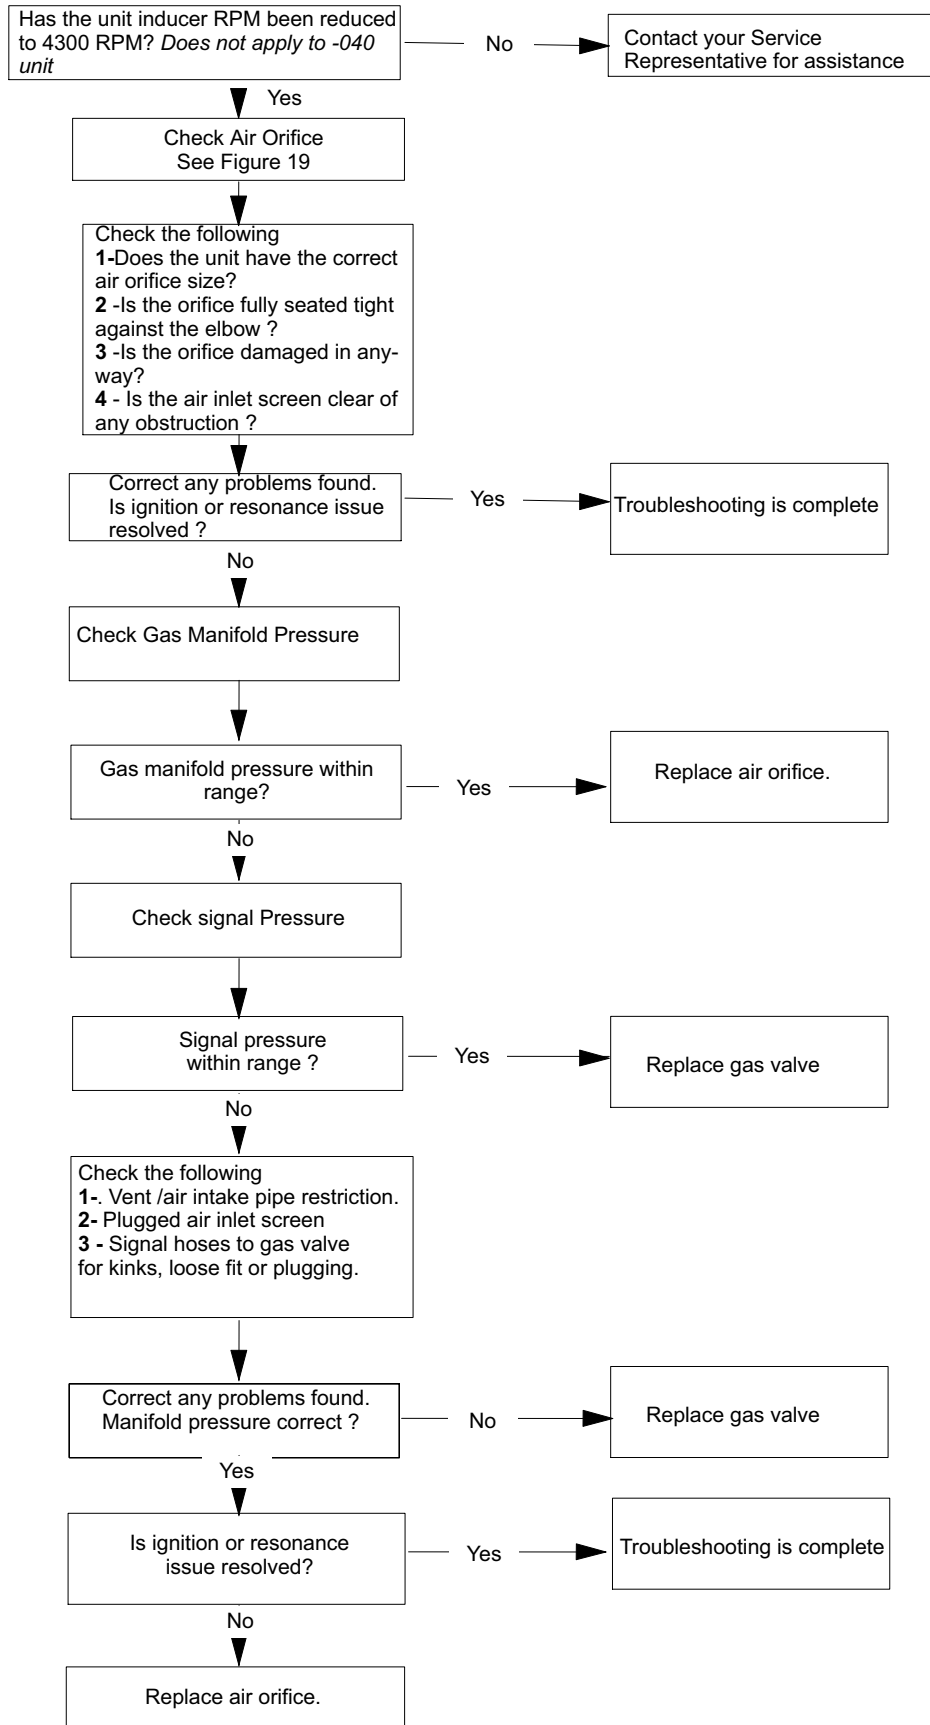 Has the unit inducer RPM been reduced
to 4300 RPM? Does not apply to -040
unit
No
Contact your Service
Representative for assistance
Yes
Check Air Orifice
See Figure 19
Check the following
1-Does the unit have the correct
air orifice size?
2 -Is the orifice fully seated tight
against the elbow ?
3 -Is the orifice damaged in any-
way?
4 - Is the air inlet screen clear of
any obstruction ?
Correct any problems found.
Is ignition or resonance issue
resolved ?
Yes
Troubleshooting is complete
No
Check Gas Manifold Pressure
Gas manifold pressure within
range?
Yes
Replace air orifice.
No
Check signal Pressure
Signal pressure
within range ?
Yes
Replace gas valve
No
Check the following
1-. Vent /air intake pipe restriction.
2- Plugged air inlet screen
3 - Signal hoses to gas valve
for kinks, loose fit or plugging.
Correct any problems found.
Manifold pressure correct ?
No
Replace gas valve
Yes
Is ignition or resonance
issue resolved?
Yes
Troubleshooting is complete
No
Replace air orifice.